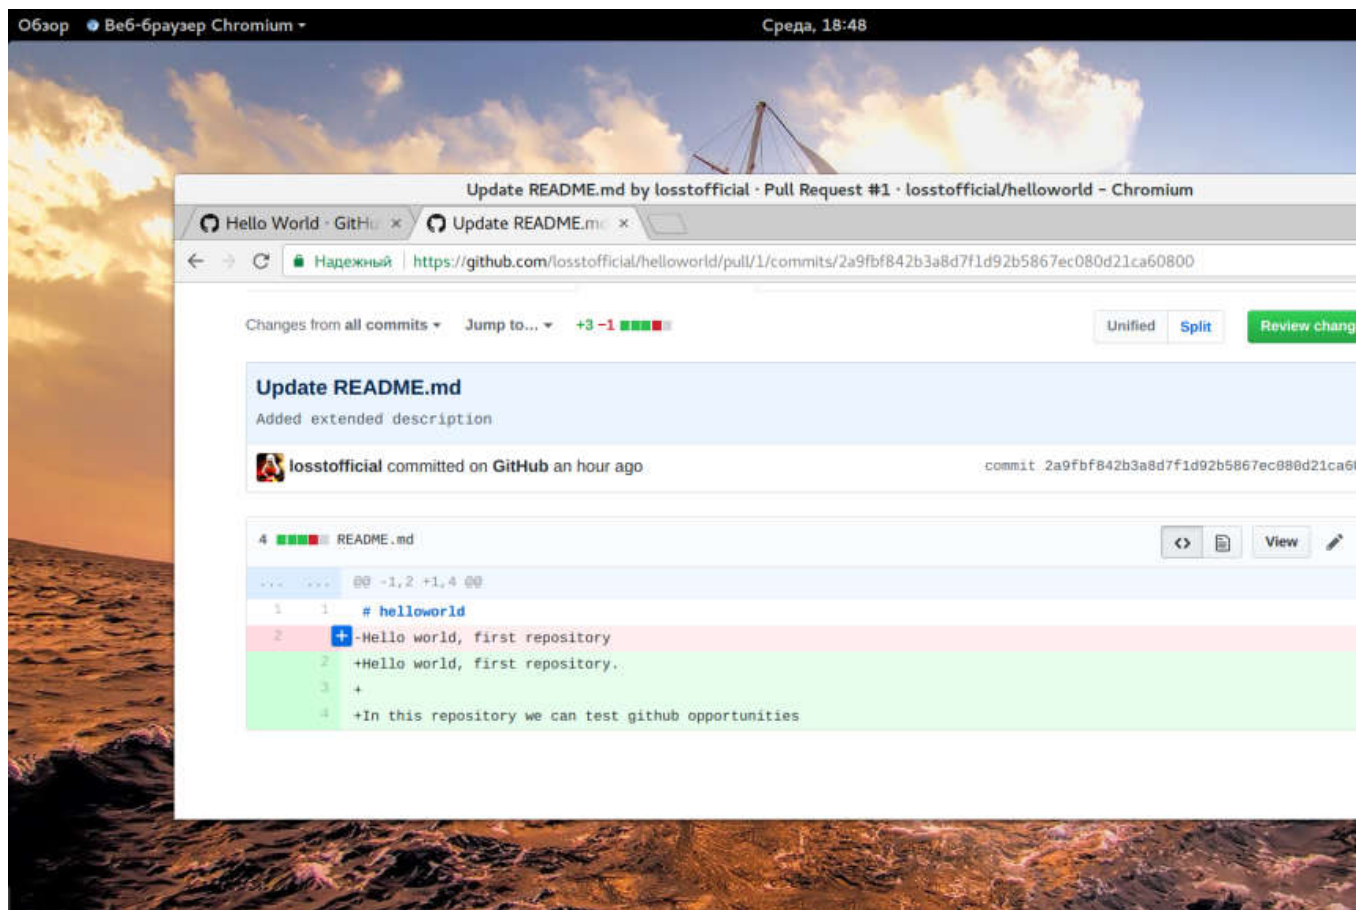 Обзор Веб-браузер Chromium Среда, 18:48
Update README.md by losstofficial · Pull Request #1 · losstofficial/helloworld – Chromium
Hello World · GitHu × Update README.md ×
Надежный https://github.com/losstofficial/helloworld/pull/1/commits/2a9fbf842b3a8d7f1d92b5867ec080d21ca60800
Changes from all commits Jump to... +3 −1 Unified Split Review chang
Update README.md
Added extended description
losstofficial committed on GitHub an hour ago commit 2a9fbf842b3a8d7f1d92b5867ec080d21ca6
4 README.md <> View
... ... @@ -1,2 +1,4 @@
1 1 # helloworld
2 + -Hello world, first repository
2 +Hello world, first repository.
3 +
4 +In this repository we can test github opportunities